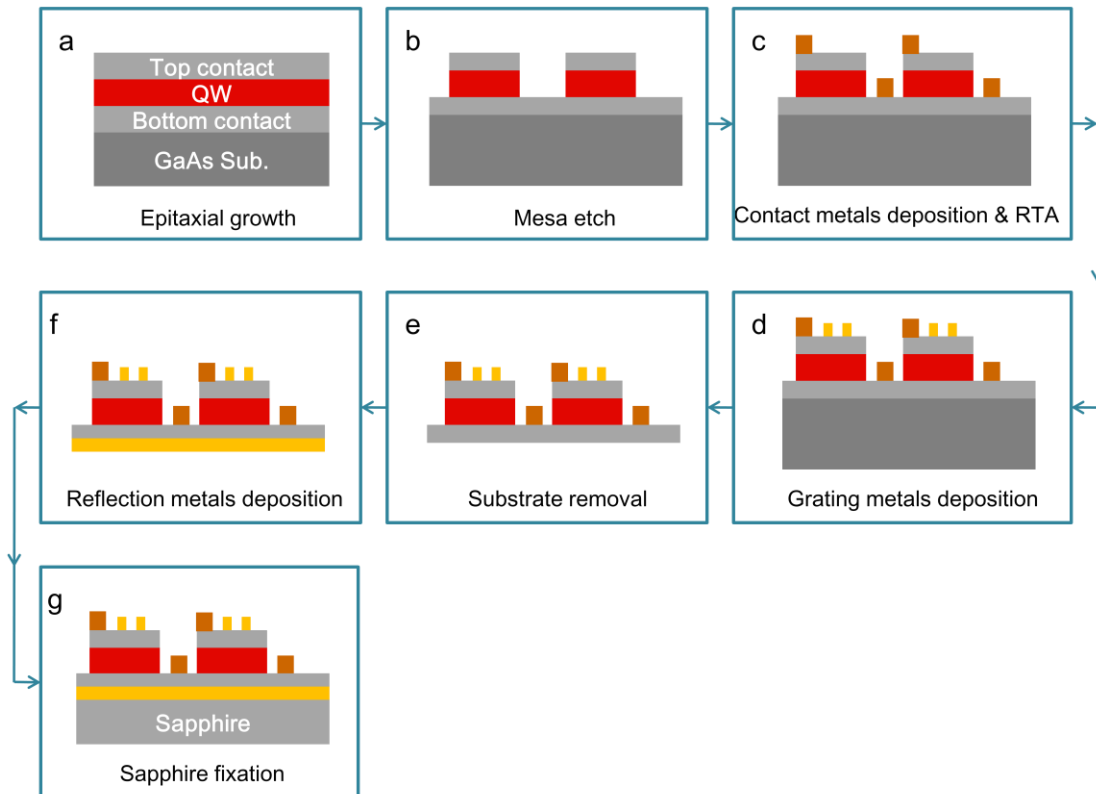 a
Top contact
QW
Bottom contact
GaAs Sub.
Epitaxial growth
b
Mesa etch
c
Contact metals deposition & RTA
d
Grating metals deposition
e
Substrate removal
f
Reflection metals deposition
g
Sapphire
Sapphire fixation